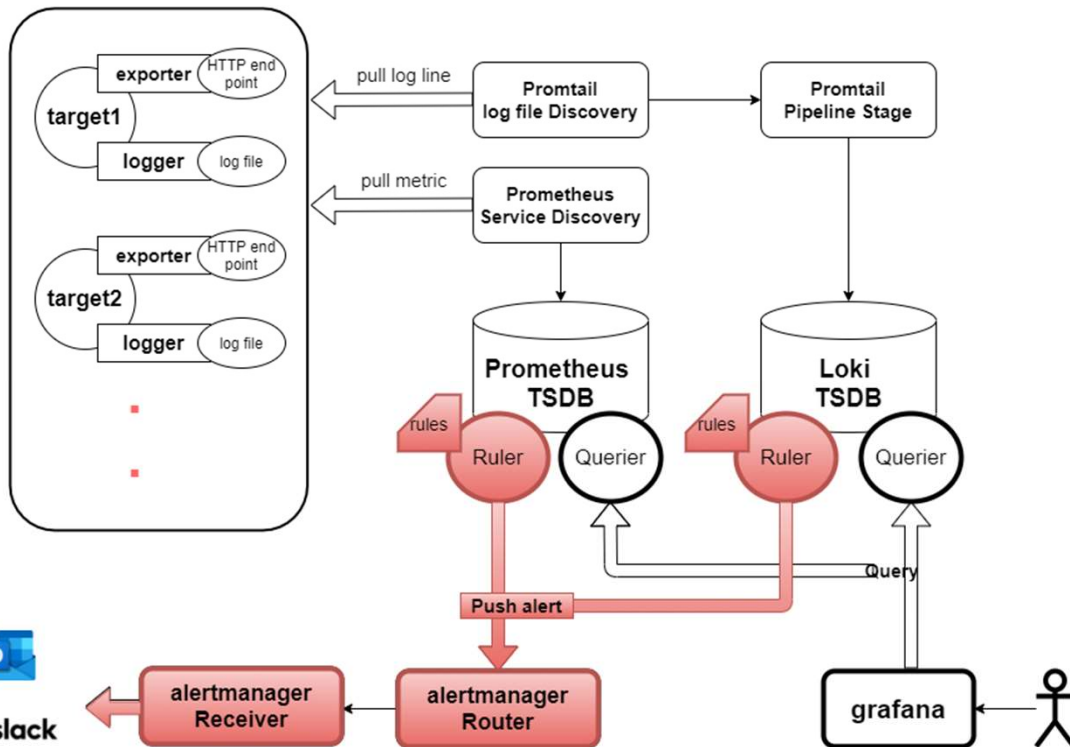 exporter
HTTP end
point
target1
logger
log file
exporter
HTTP end
point
target2
logger
log file
pull log line
Promtail
log file Discovery
Promtail
Pipeline Stage
pull metric
Prometheus
Service Discovery
Prometheus
TSDB
Loki
TSDB
rules
Ruler
Querier
rules
Ruler
Querier
Query
Push alert
alertmanager
Receiver
alertmanager
Router
grafana
slack